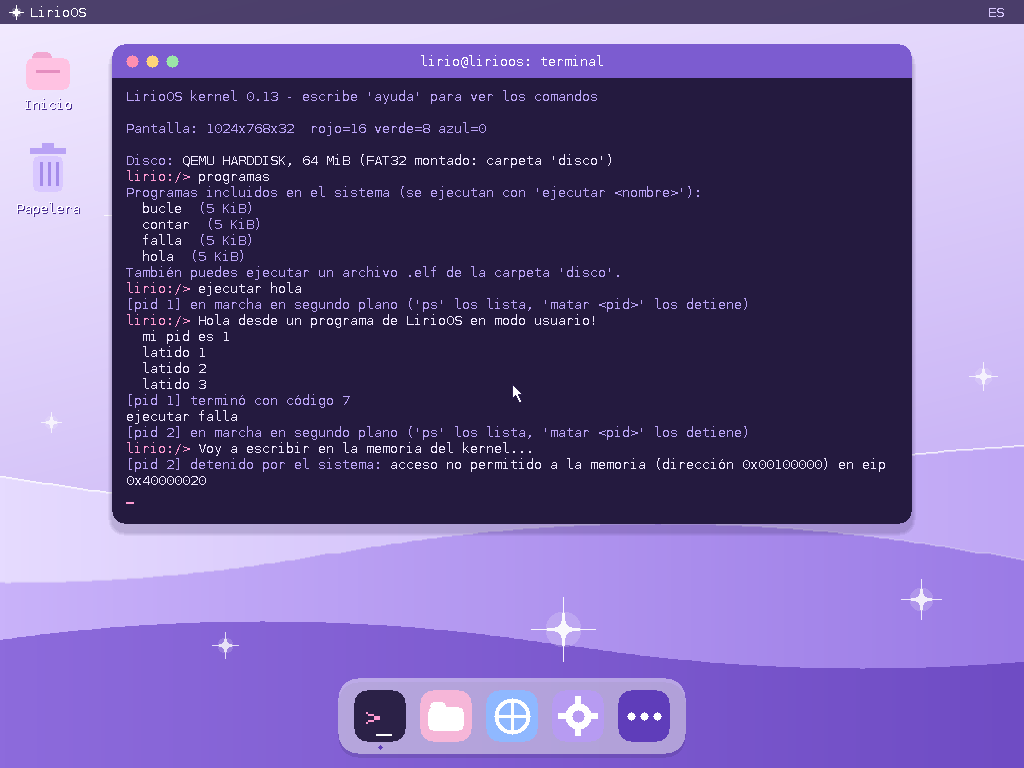 LirioOS
ES
Inicio
Papelera
lirio@lirioos: terminal
LirioOS kernel 0.13 - escribe 'ayuda' para ver los comandos
Pantalla: 1024x768x32  rojo=16 verde=8 azul=0
Disco: QEMU HARDDISK, 64 MiB (FAT32 montado: carpeta 'disco')
lirio:/> programas
Programas incluidos en el sistema (se ejecutan con 'ejecutar <nombre>'):
  bucle  (5 KiB)
  contar  (5 KiB)
  falla  (5 KiB)
  hola  (5 KiB)
También puedes ejecutar un archivo .elf de la carpeta 'disco'.
lirio:/> ejecutar hola
[pid 1] en marcha en segundo plano ('ps' los lista, 'matar <pid>' los detiene)
lirio:/> Hola desde un programa de LirioOS en modo usuario!
  mi pid es 1
  latido 1
  latido 2
  latido 3
[pid 1] terminó con código 7
ejecutar falla
[pid 2] en marcha en segundo plano ('ps' los lista, 'matar <pid>' los detiene)
lirio:/> Voy a escribir en la memoria del kernel...
[pid 2] detenido por el sistema: acceso no permitido a la memoria (dirección 0x00100000) en eip
0x40000020
>_